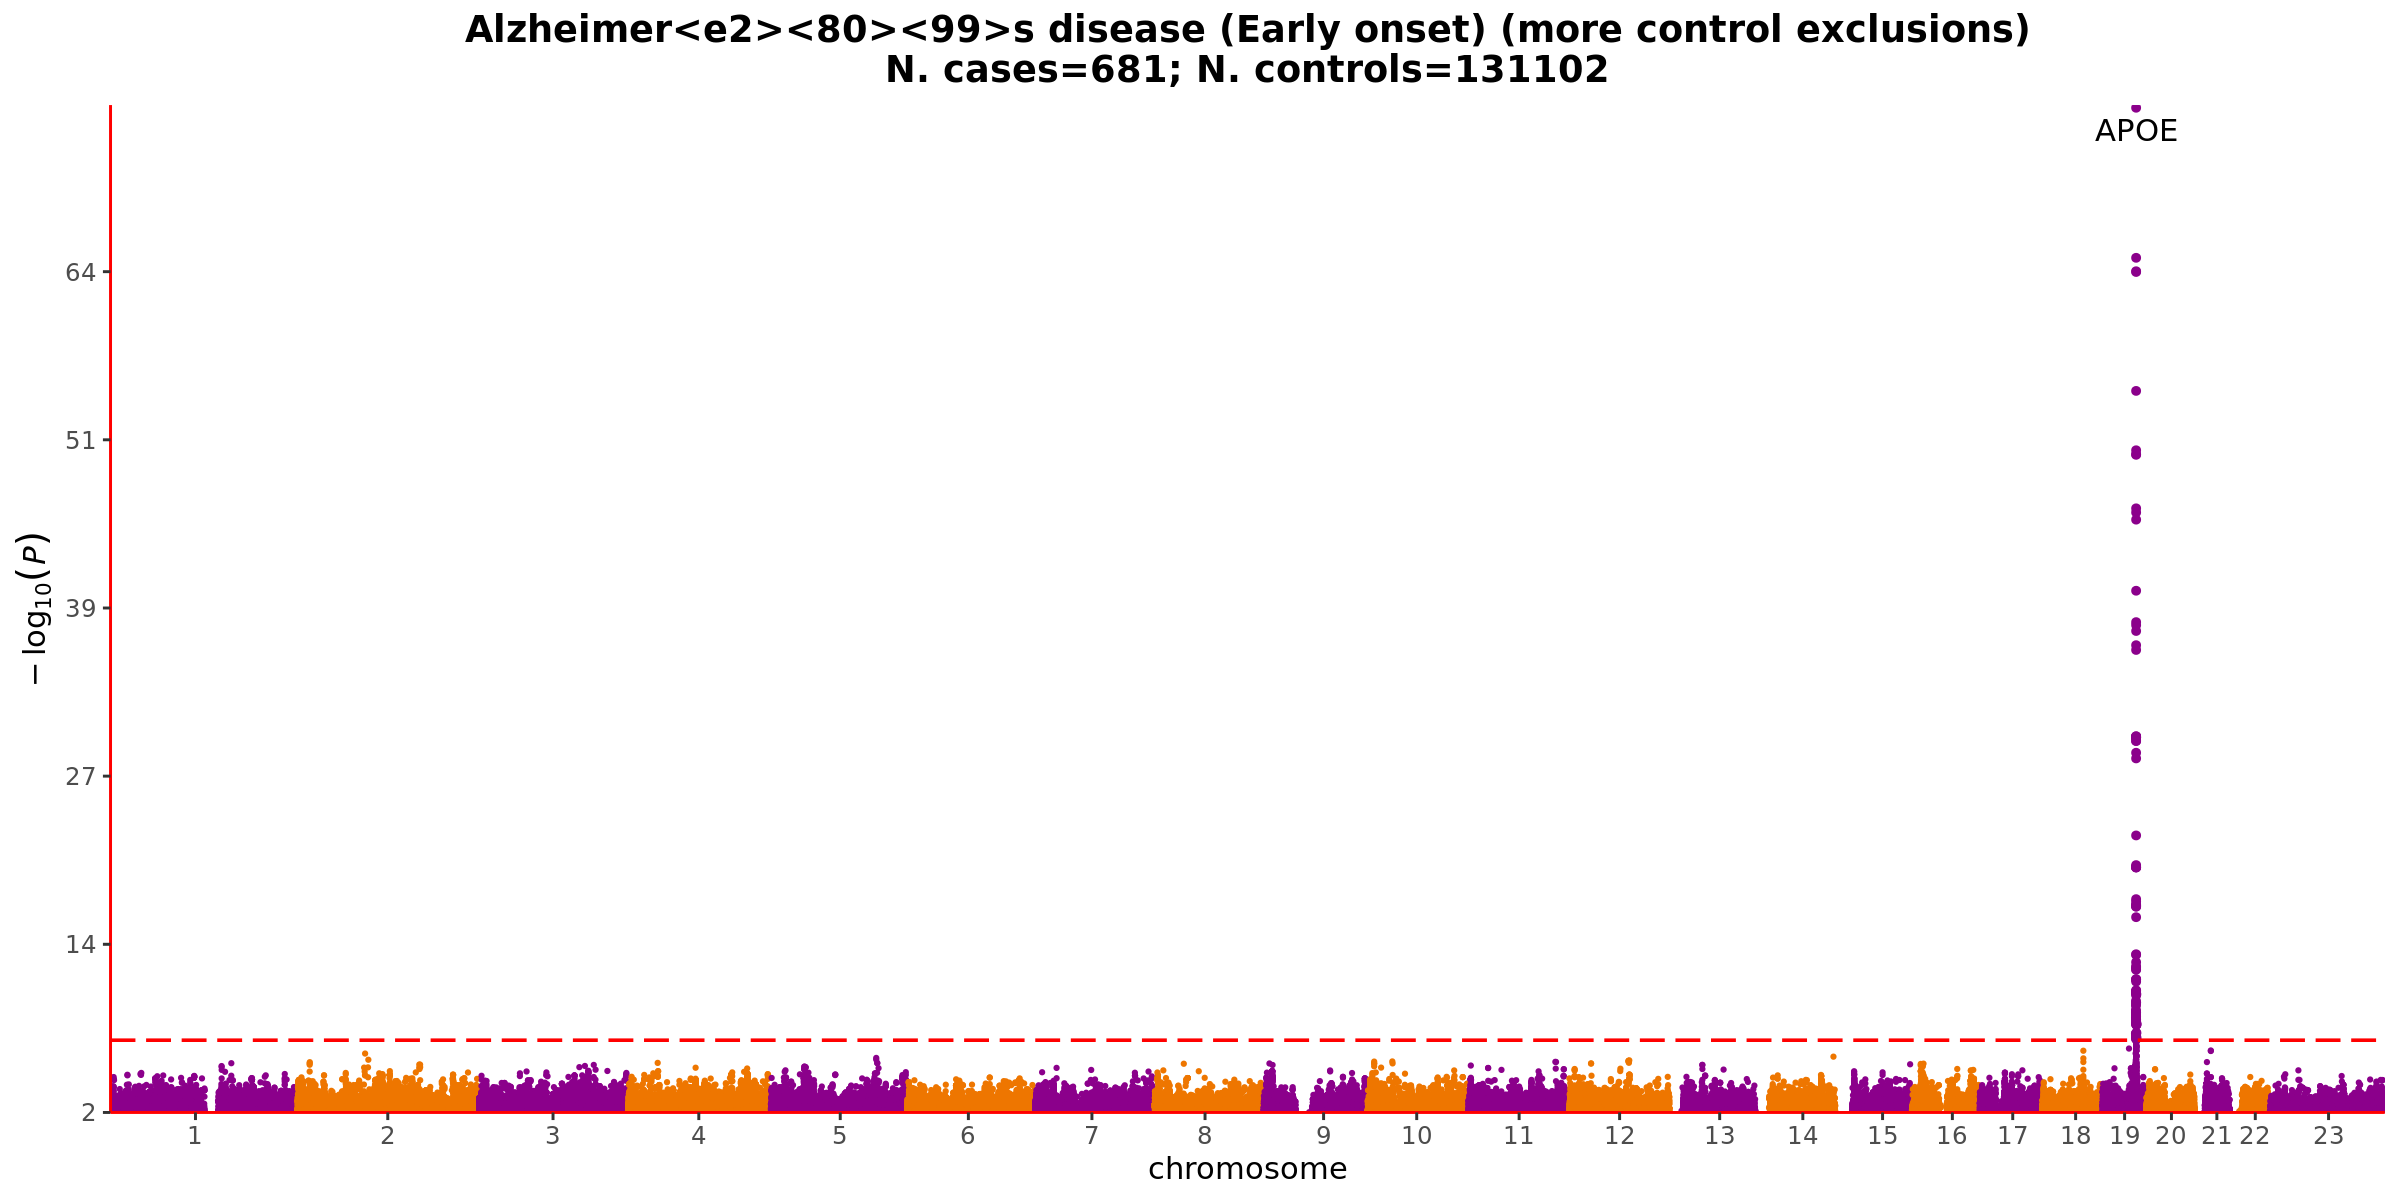 Alzheimer<e2><80><99>s disease (Early onset) (more control exclusions)
N. cases=681; N. controls=131102
APOE
64
51
39
27
14
2
−log10(P)
1 2 3 4 5 6 7 8 9 10 11 12 13 14 15 16 17 18 19 20 21 22 23
chromosome